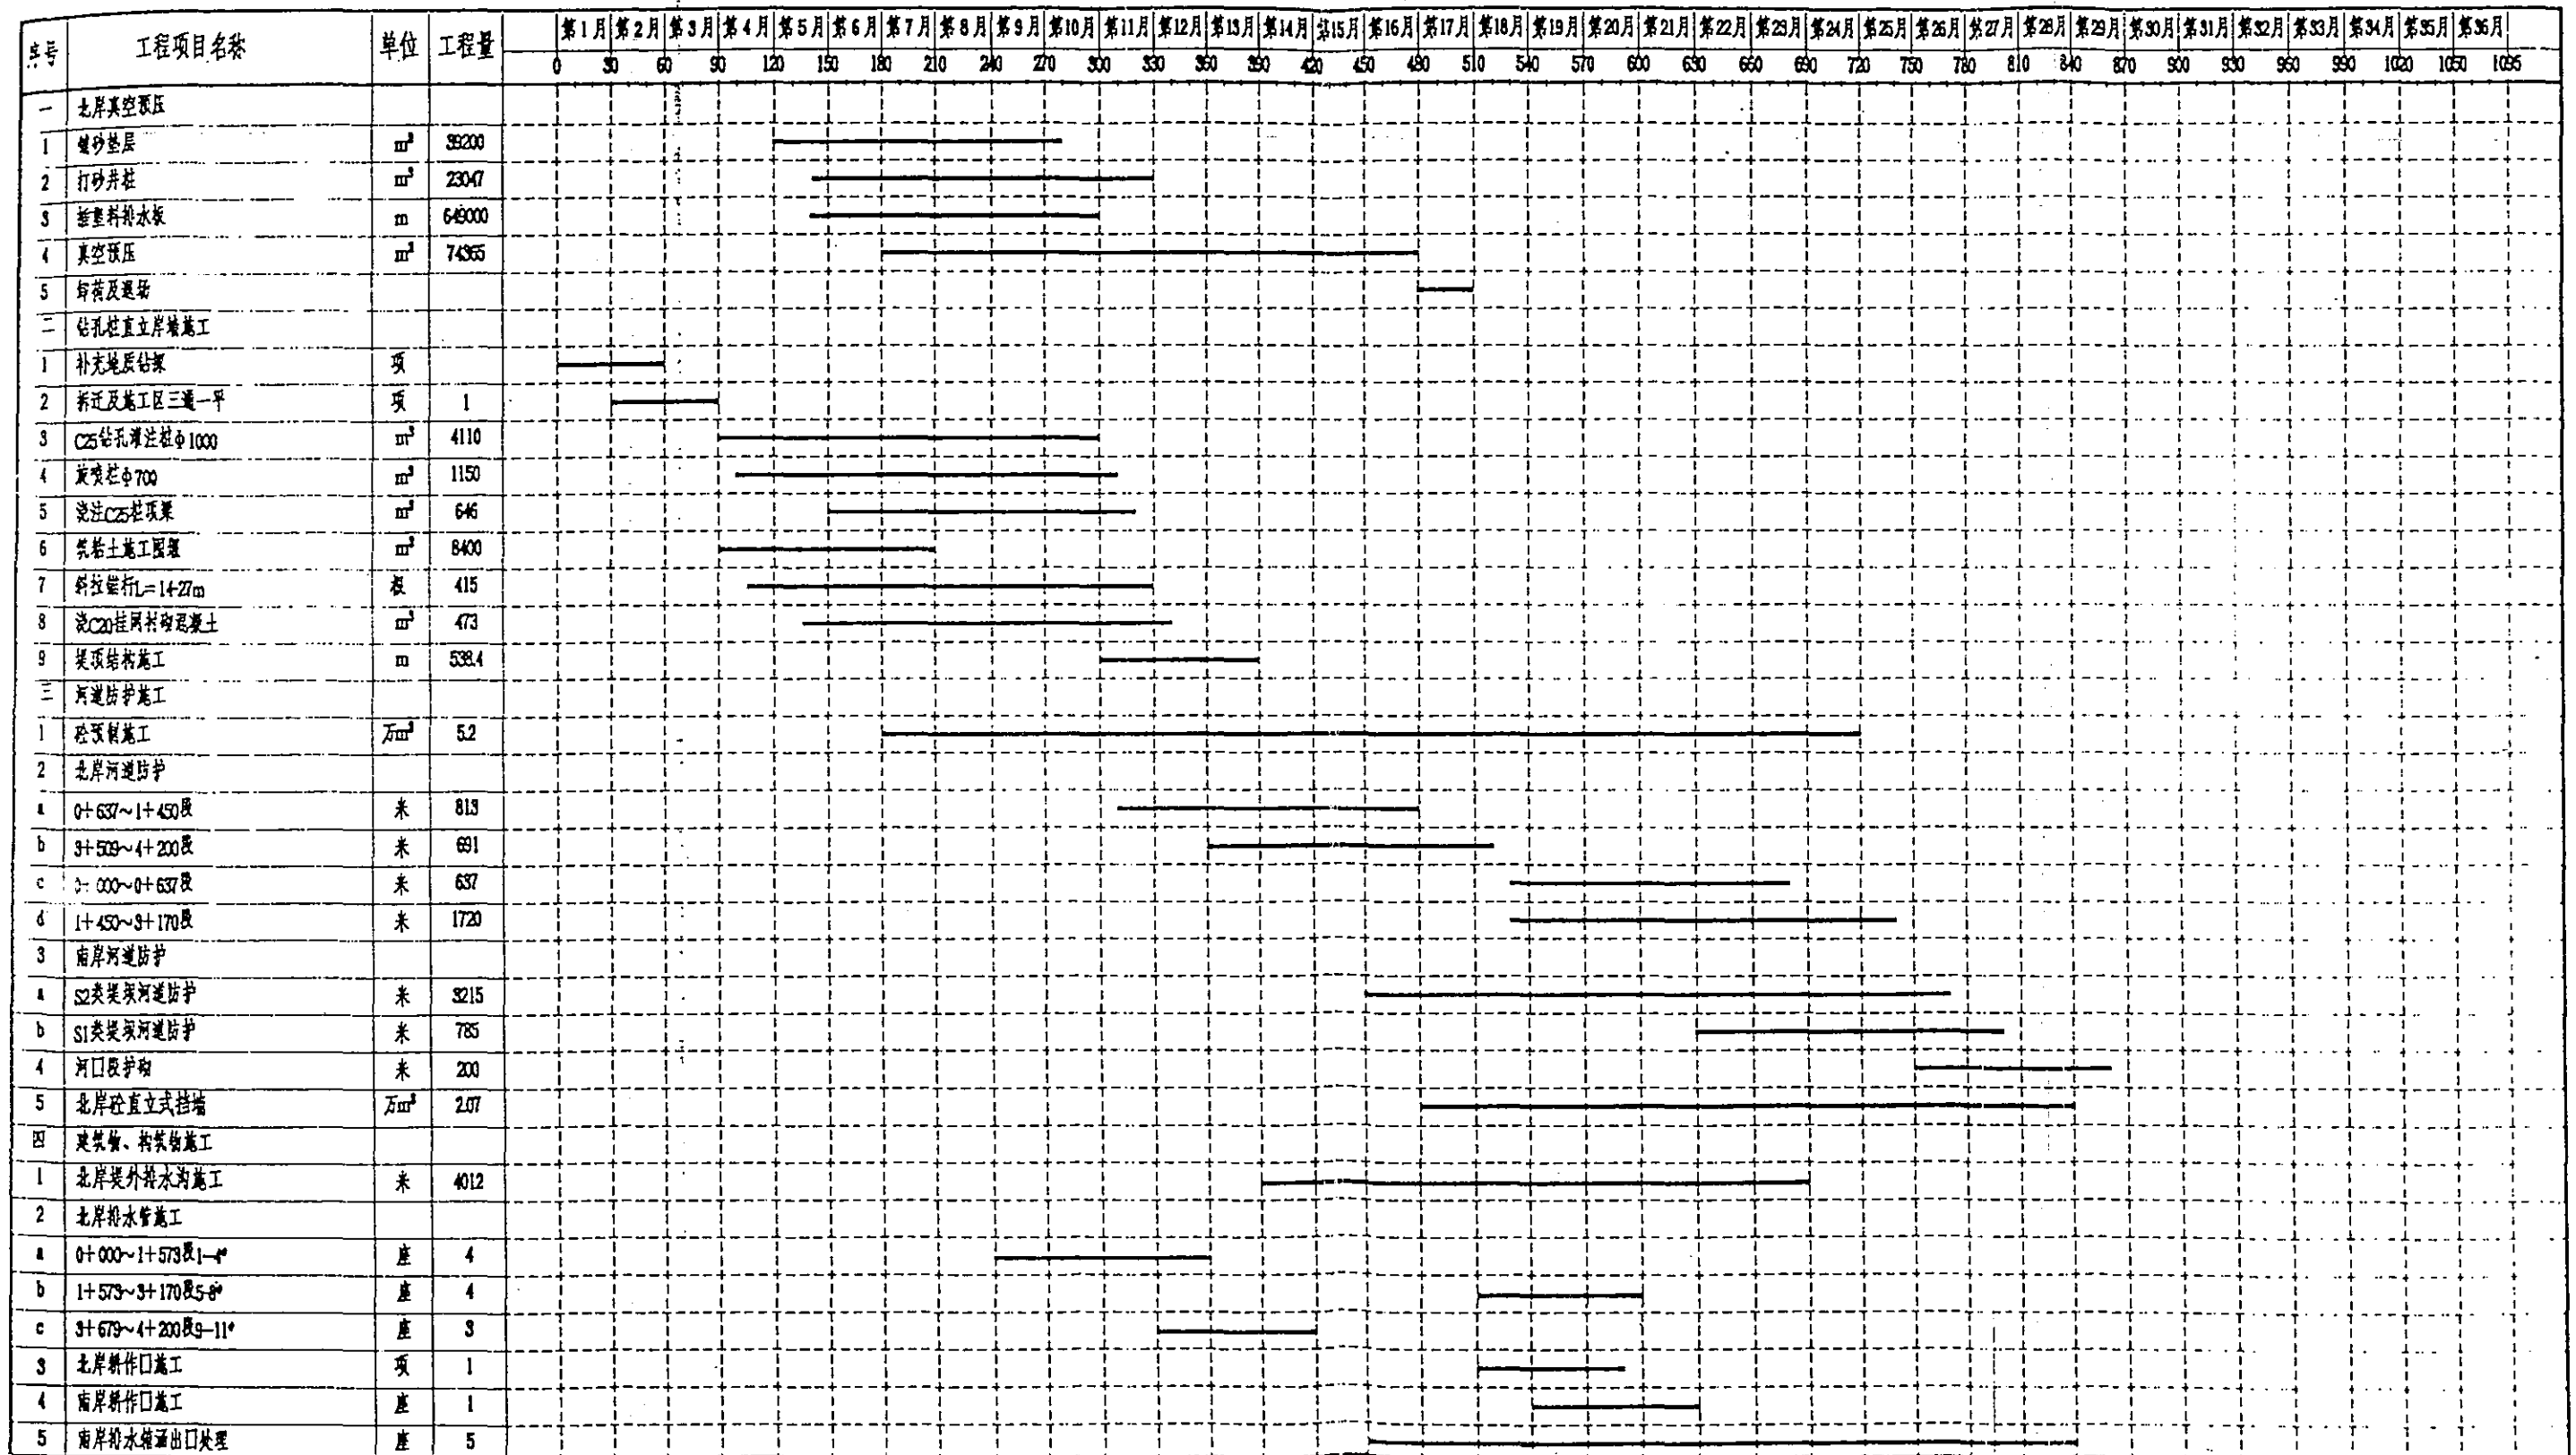 序号 工程项目名称 单位 工程量 第1月 第2月 第3月 第4月 第5月 第6月 第7月 第8月 第9月 第10月 第11月 第12月 第13月 第14月 第15月 第16月 第17月 第18月 第19月 第20月 第21月 第22月 第23月 第24月 第25月 第26月 第27月 第28月 第29月 第30月 第31月 第32月 第33月 第34月 第35月 第36月
0 30 60 90 120 150 180 210 240 270 300 330 360 390 420 450 480 510 540 570 600 630 660 690 720 750 780 810 840 870 900 930 960 990 1020 1050 1095
一 北岸真空预压
1 铺砂垫层 m³ 39200
2 打砂井桩 m³ 23047
3 插塑料排水板 m 649000
4 真空预压 m² 74365
5 卸荷及退场
二 钻孔桩直立岸墙施工
1 补充地质钻探 项
2 拆迁及施工区三通一平 项 1
3 C25钻孔灌注桩φ1000 m³ 4110
4 旋喷桩φ700 m³ 1150
5 浇注C25桩顶梁 m³ 646
6 筑粘土施工围堰 m³ 8400
7 斜拉锚杆L=14-27m 根 415
8 浇C20挂网衬砌混凝土 m³ 473
9 堤顶结构施工 m 538.4
三 河道防护施工
1 砼预制施工 万m³ 5.2
2 北岸河道防护
a 0+637~1+450段 米 813
b 3+509~4+200段 米 691
c 0+000~0+637段 米 637
d 1+450~3+170段 米 1720
3 南岸河道防护
a S2类堤坝河道防护 米 3215
b S1类堤坝河道防护 米 785
4 河口段护砌 米 200
5 北岸砼直立式挡墙 万m³ 2.07
四 建筑物、构筑物施工
1 北岸堤外排水沟施工 米 4012
2 北岸排水管施工
a 0+000~1+573段1-4# 座 4
b 1+573~3+170段5-8# 座 4
c 3+679~4+200段9-11# 座 3
3 北岸耕作口施工 项 1
4 南岸耕作口施工 座 1
5 南岸排水箱涵出口处理 座 5